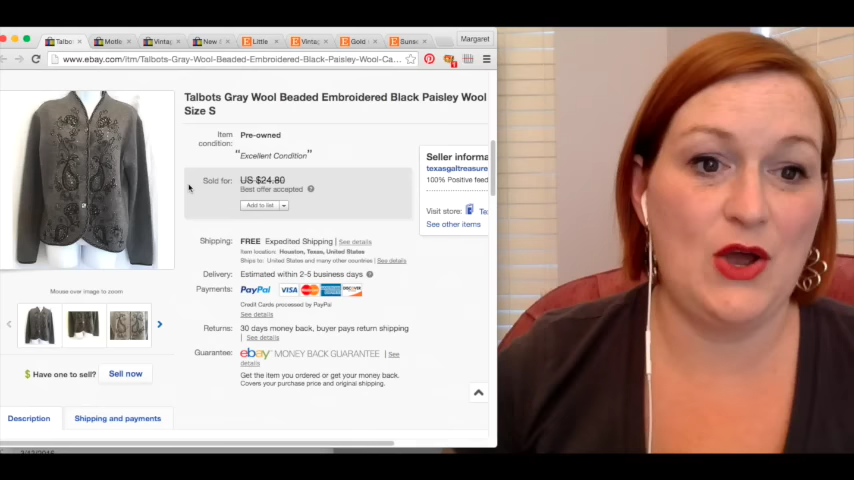 Talbo
Motle
Vintag
New S
Little
Vintag
Gold
Sunse
Margaret
www.ebay.com/itm/Talbots-Gray-Wool-Beaded-Embroidered-Black-Paisley-Wool-Ca...
Talbots Gray Wool Beaded Embroidered Black Paisley Wool
Size S
Item condition:
Pre-owned
"Excellent Condition"
Sold for:
US $24.80
Best offer accepted
Add to list
Shipping:
FREE Expedited Shipping | See details
Item location: Houston, Texas, United States
Ships to: United States and many other countries | See details
Delivery:
Estimated within 2-5 business days
Payments:
PayPal VISA MasterCard DISCOVER
Credit Cards processed by PayPal
See details
Returns:
30 days money back, buyer pays return shipping
| See details
Guarantee:
ebay MONEY BACK GUARANTEE | See
details
Get the item you ordered or get your money back.
Covers your purchase price and original shipping.
Seller informa
texasgaltreasure
100% Positive feed
Visit store: Te
See other items
Mouse over image to zoom
$ Have one to sell? Sell now
Description
Shipping and payments